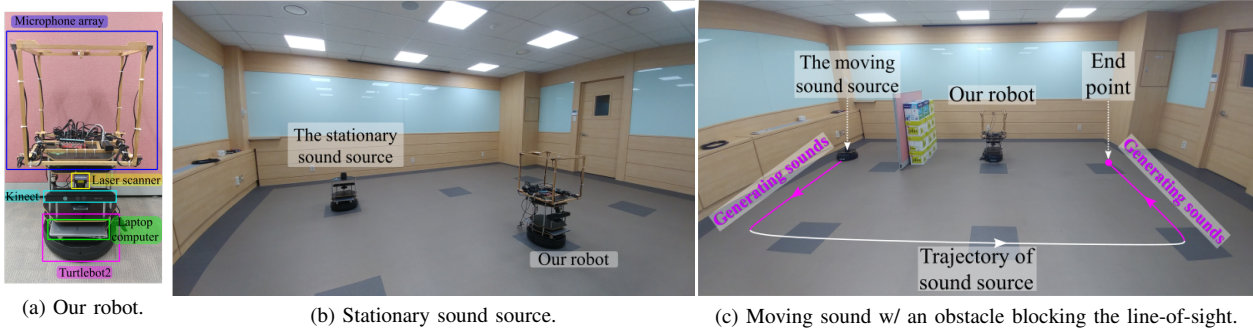 Microphone array
Laser scanner
Kinect
Laptop
computer
Turtlebot2
(a) Our robot.
The stationary
sound source
Our robot
(b) Stationary sound source.
The moving
sound source
Our robot
End
point
Generating sounds
Generating sounds
Trajectory of
sound source
(c) Moving sound w/ an obstacle blocking the line-of-sight.